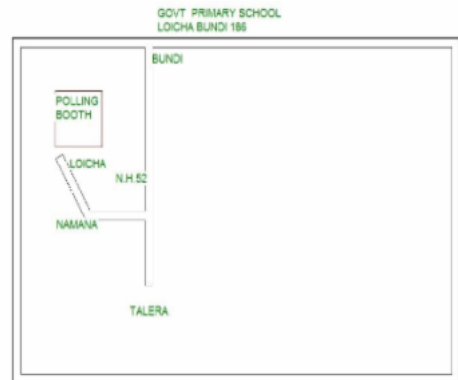 GOVT PRIMARY SCHOOL
LOICHA BUNDI 186
BUNDI
POLLING
BOOTH
LOICHA
N.H.52
NAMANA
TALERA